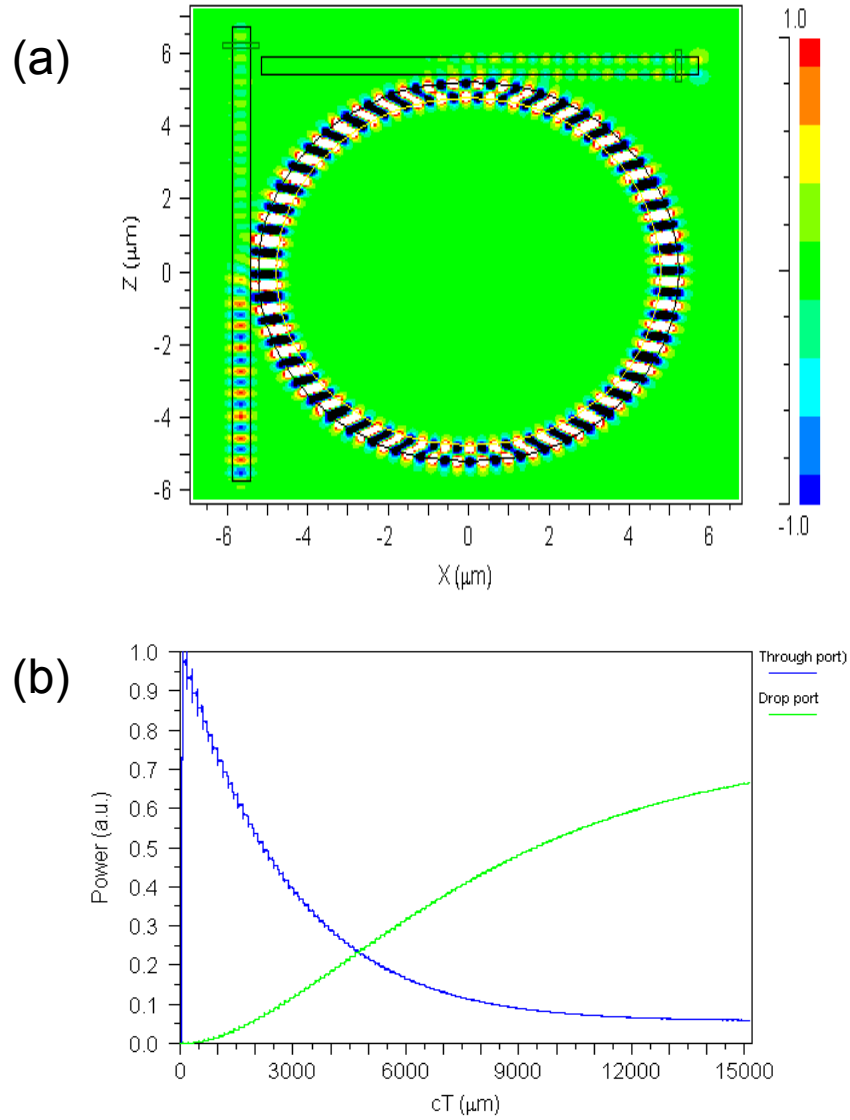 (a)
1.0
6
4
2
0
-2
-4
-6
Z (μm)
-6 -4 -2 0 2 4 6
X (μm)
-1.0
(b)
1.0
0.9
0.8
0.7
0.6
0.5
0.4
0.3
0.2
0.1
0.0
Power (a.u.)
0 3000 6000 9000 12000 15000
cT (μm)
Through port)
Drop port